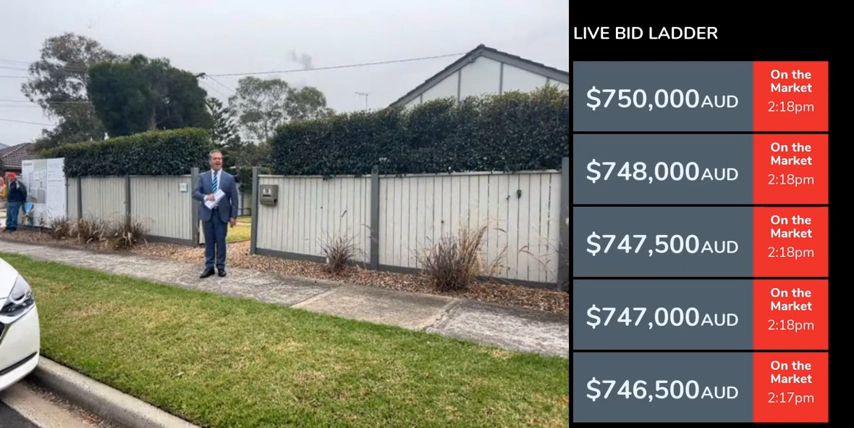 LIVE BID LADDER
$750,000AUD
On the
Market
2:18pm
$748,000AUD
On the
Market
2:18pm
$747,500AUD
On the
Market
2:18pm
$747,000AUD
On the
Market
2:18pm
$746,500AUD
On the
Market
2:17pm